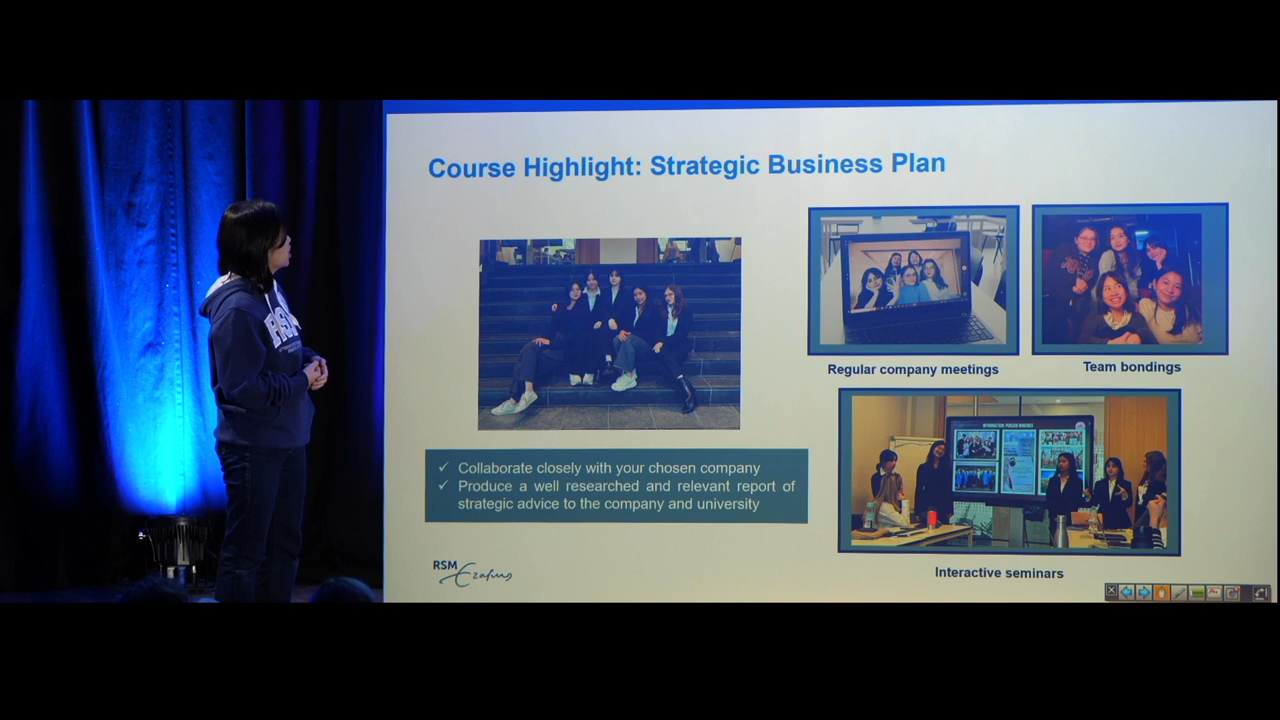 Course Highlight: Strategic Business Plan
Regular company meetings
Team bondings
✓ Collaborate closely with your chosen company
✓ Produce a well researched and relevant report of
strategic advice to the company and university
Interactive seminars
RSM
Erasmus